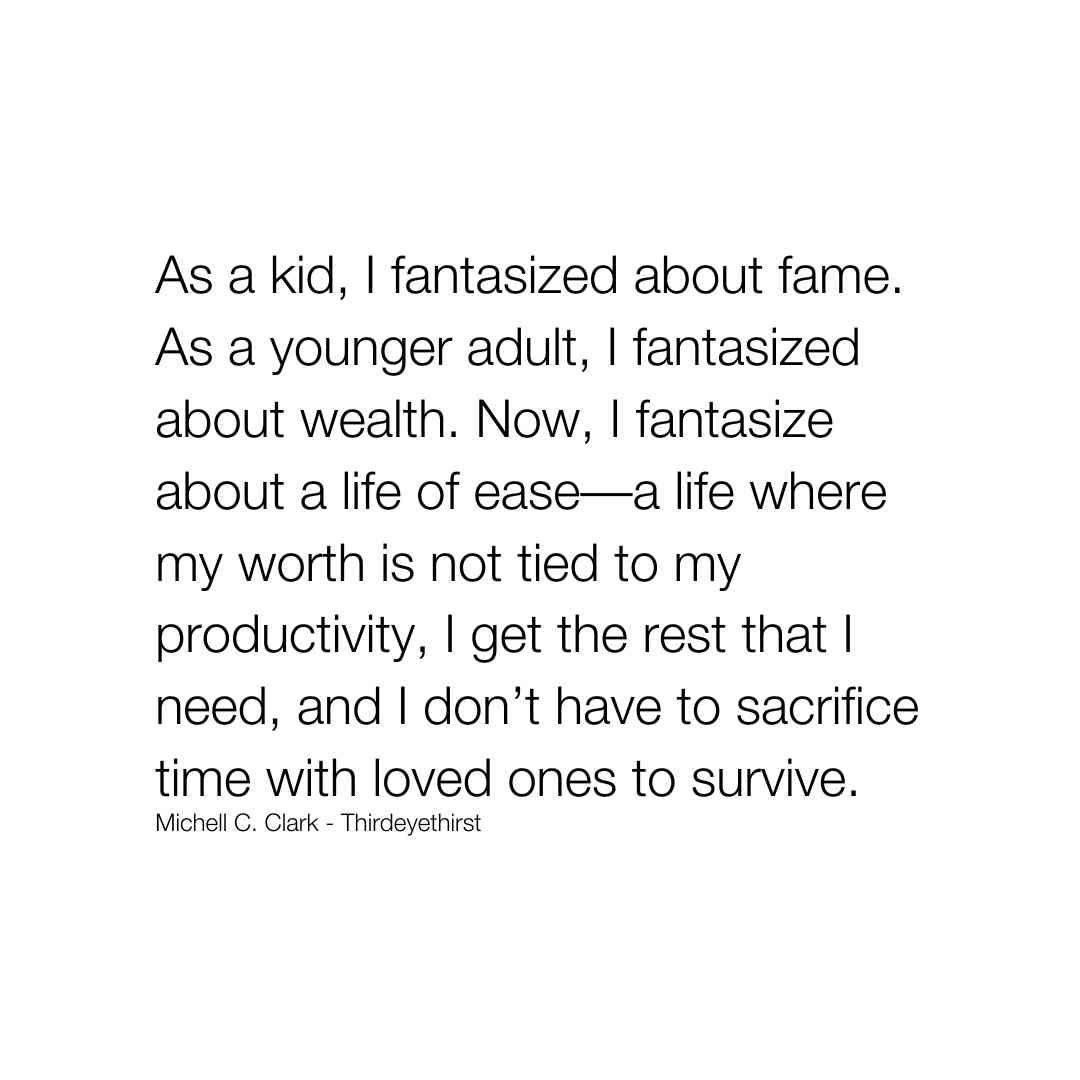 As a kid, I fantasized about fame.
As a younger adult, I fantasized
about wealth. Now, I fantasize
about a life of ease—a life where
my worth is not tied to my
productivity, I get the rest that I
need, and I don’t have to sacrifice
time with loved ones to survive.
Michell C. Clark - Thirdeyethirst